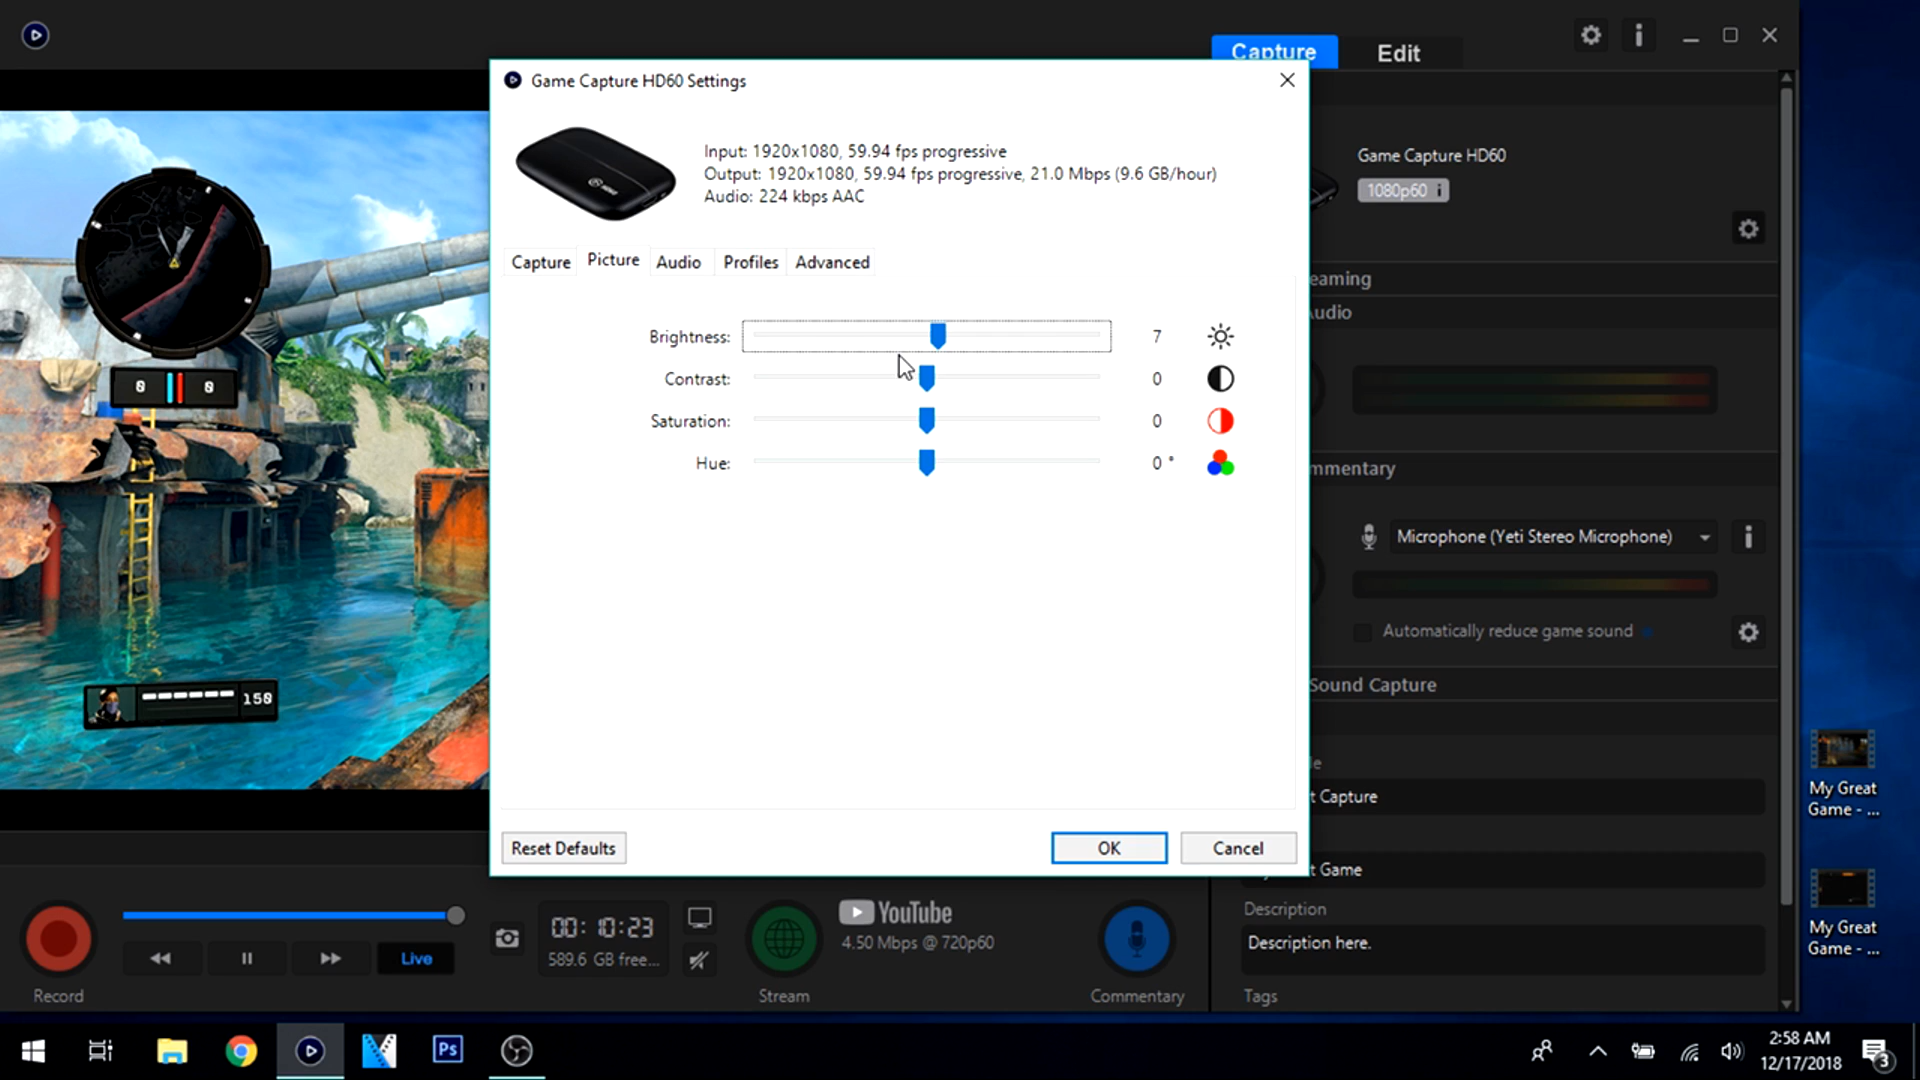 Capture
Edit
Game Capture HD60 Settings
Input: 1920x1080, 59.94 fps progressive
Output: 1920x1080, 59.94 fps progressive, 21.0 Mbps (9.6 GB/hour)
Audio: 224 kbps AAC
Game Capture HD60
1080p60 i
Capture Picture Audio Profiles Advanced
eaming
udio
Brightness: 7
Contrast: 0
Saturation: 0
Hue: 0 °
0 0
mmentary
Microphone (Yeti Stereo Microphone)
Automatically reduce game sound
Sound Capture
150
e
t Capture
My Great
Game - ...
Reset Defaults
OK
Cancel
t Game
Description
Description here.
Tags
My Great
Game - ...
00: 10:23
589.6 GB free...
Live
YouTube
4.50 Mbps @ 720p60
Record
Stream
Commentary
Ps
2:58 AM
12/17/2018
3